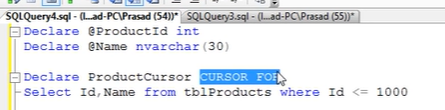 SQLQuery4.sql - (l...ad-PC\Prasad (54))* SQLQuery3.sql - (l...ad-PC\Prasad (55))*
Declare @ProductId int
Declare @Name nvarchar(30)
Declare ProductCursor CURSOR FOR
Select Id,Name from tblProducts where Id <= 1000